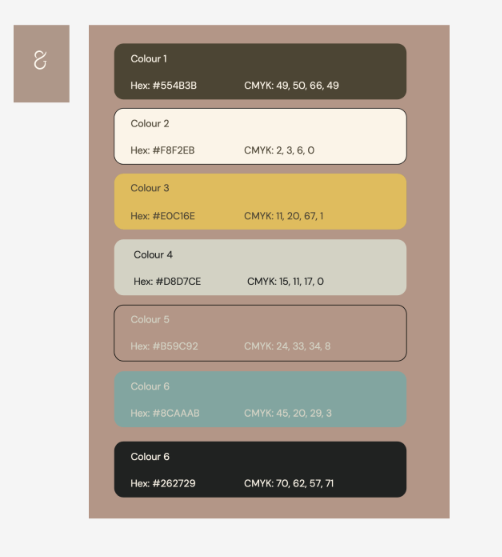 &
Colour 1
Hex: #554B3B CMYK: 49, 50, 66, 49
Colour 2
Hex: #F8F2EB CMYK: 2, 3, 6, 0
Colour 3
Hex: #E0C16E CMYK: 11, 20, 67, 1
Colour 4
Hex: #D8D7CE CMYK: 15, 11, 17, 0
Colour 5
Hex: #B59C92 CMYK: 24, 33, 34, 8
Colour 6
Hex: #8CAAAB CMYK: 45, 20, 29, 3
Colour 6
Hex: #262729 CMYK: 70, 62, 57, 71